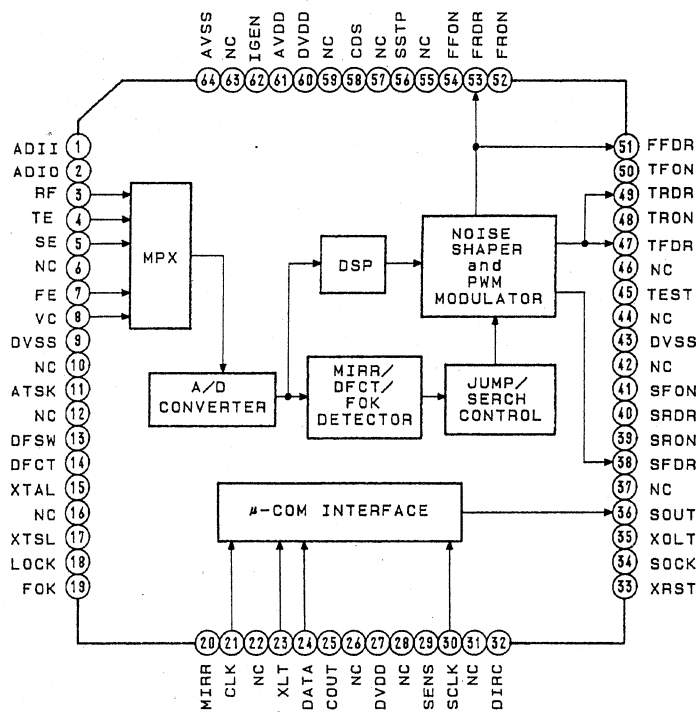 AVSS NC IGEN AVDD DVDD NC CDS NC SSTP NC FFON FRDR FRON
64 63 62 61 60 59 58 57 56 55 54 53 52
ADII 1
ADIO 2
RF 3
TE 4
SE 5
NC 6
FE 7
VC 8
DVSS 9
NC 10
ATSK 11
NC 12
DFSW 13
DFCT 14
XTAL 15
NC 16
XTSL 17
LOCK 18
FOK 19
MPX
DSP
NOISE
SHAPER
and
PWM
MODULATOR
A/D
CONVERTER
MIRR/
DFCT/
FOK
DETECTOR
JUMP/
SERCH
CONTROL
μ-COM INTERFACE
51 FFDR
50 TFON
49 TRDR
48 TRON
47 TFDR
46 NC
45 TEST
44 NC
43 DVSS
42 NC
41 SFON
40 SRDR
39 SRON
38 SFDR
37 NC
36 SOUT
35 XOLT
34 SOCK
33 XRST
20 21 22 23 24 25 26 27 28 29 30 31 32
MIRR CLK NC XLT DATA COUT NC DVDD NC SENS SCLK NC DIRC